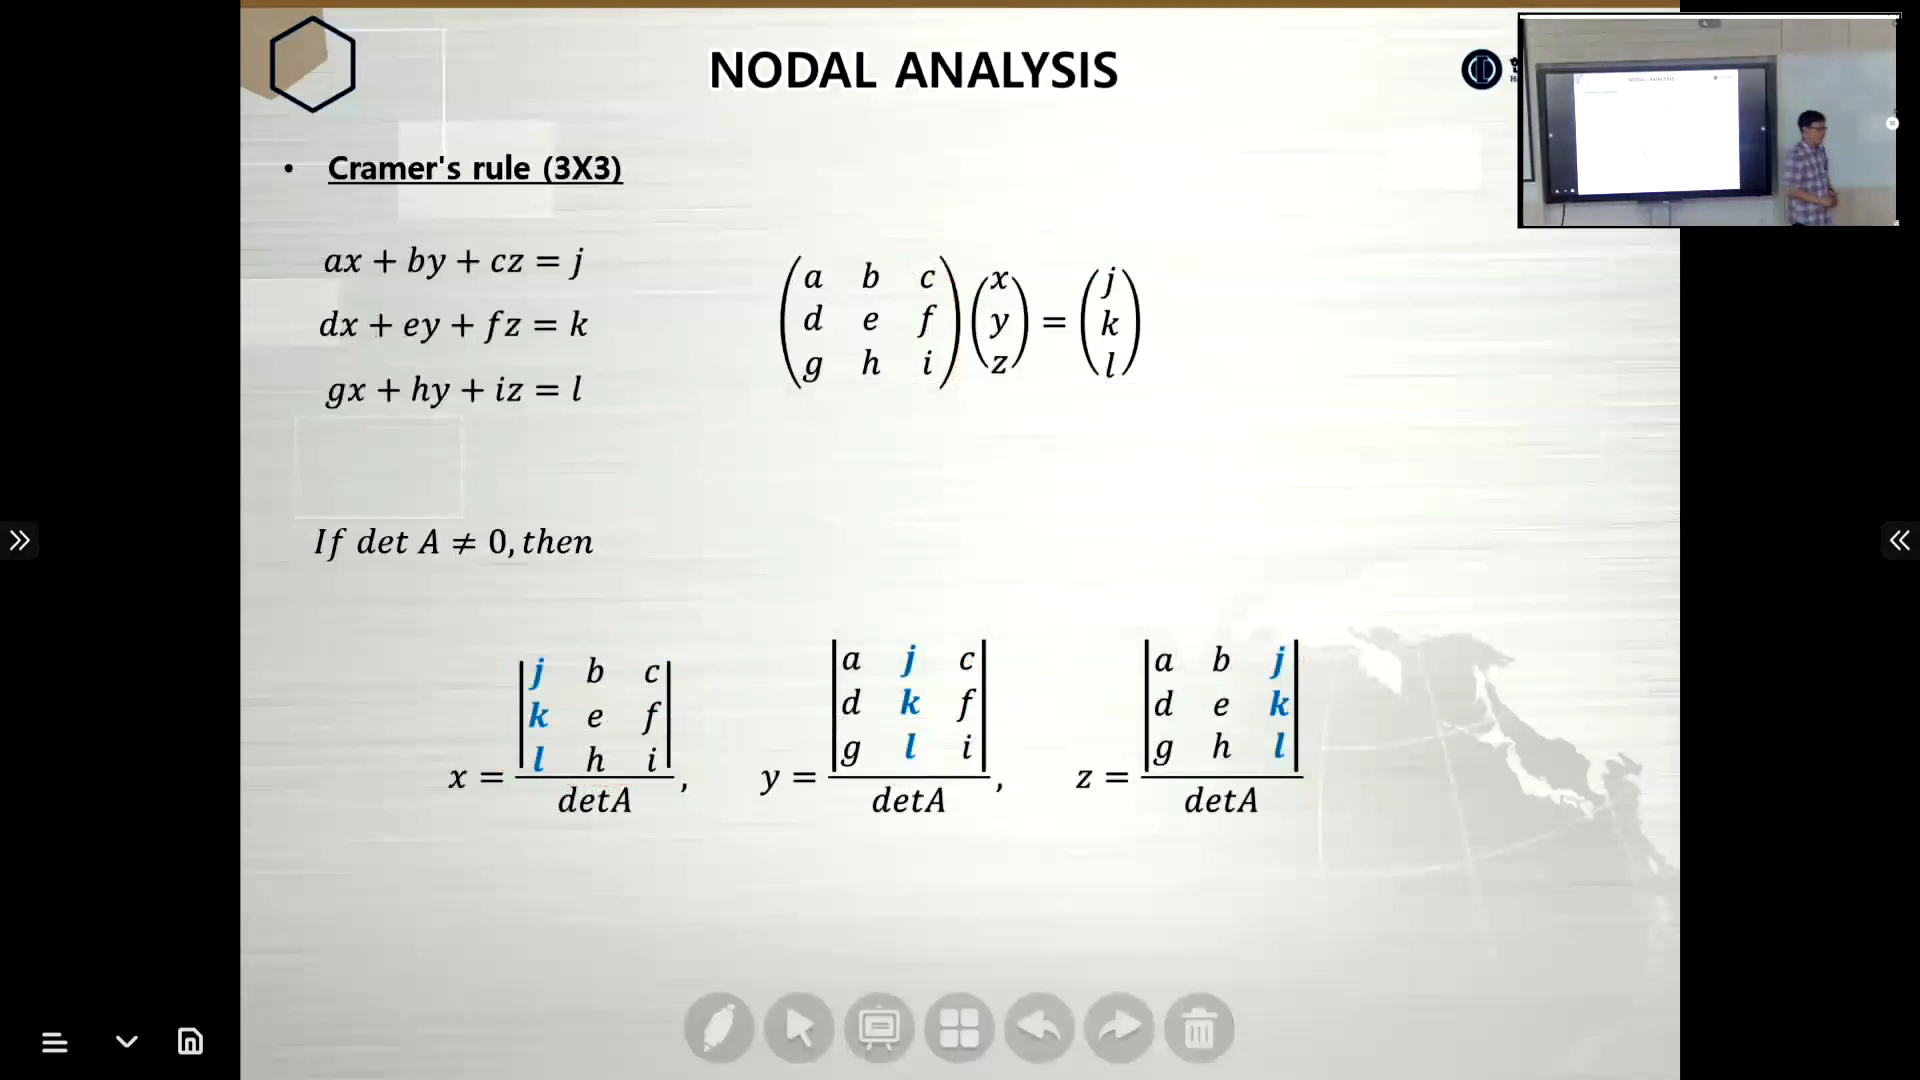 NODAL ANALYSIS
• Cramer's rule (3X3)
ax + by + cz = j
dx + ey + fz = k
gx + hy + iz = l
a b c x j
d e f y = k
g h i z l
If det A ≠ 0, then
j b c
k e f
l h i
x = ,
detA
a j c
d k f
g l i
y = ,
detA
a b j
d e k
g h l
z =
detA